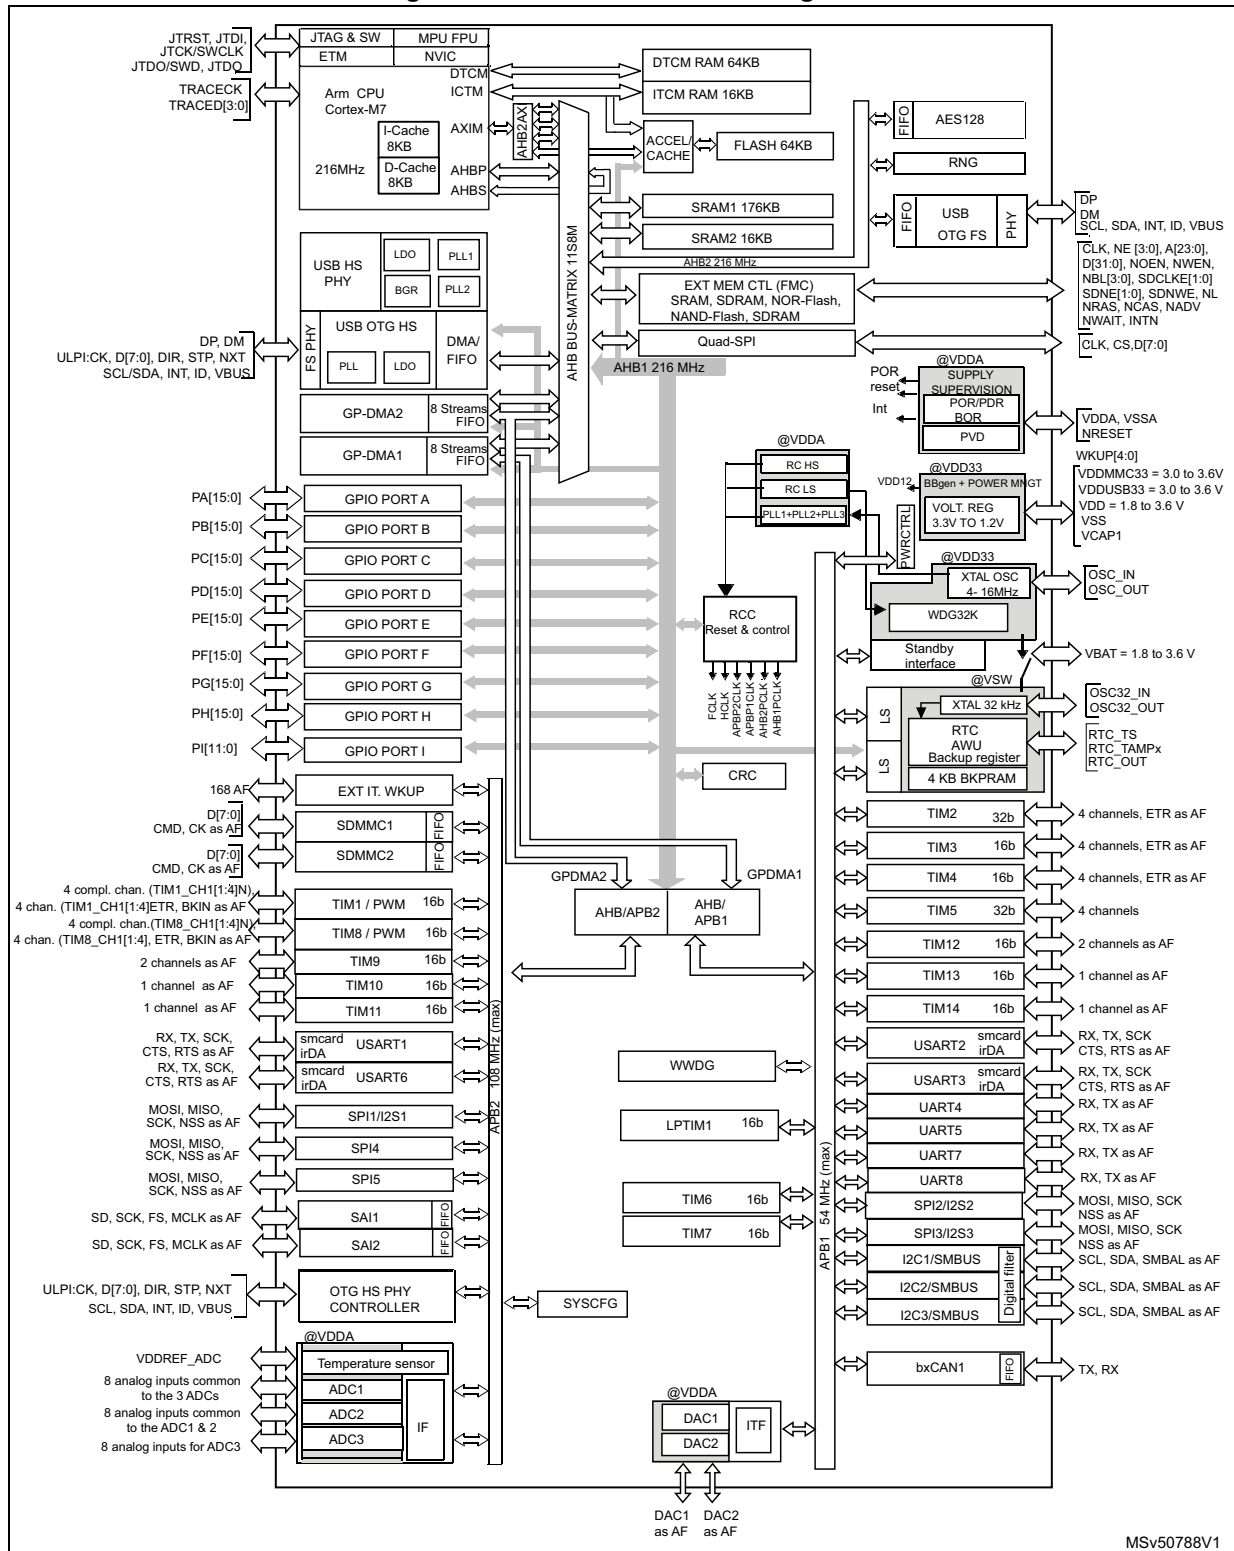 JTRST, JTDI,
JTCK/SWCLK
JTDO/SWD, JTDO
TRACECK
TRACED[3:0]
JTAG & SW
MPU FPU
ETM
NVIC
DTCM
ICTM
Arm CPU
Cortex-M7
AXIM
I-Cache
8KB
216MHz
D-Cache
8KB
AHBP
AHBS
AHB2AX
DTCM RAM 64KB
ITCM RAM 16KB
ACCEL/
CACHE
FLASH 64KB
SRAM1 176KB
SRAM2 16KB
AHB2 216 MHz
EXT MEM CTL (FMC)
SRAM, SDRAM, NOR-Flash,
NAND-Flash, SDRAM
Quad-SPI
AHB BUS-MATRIX 11S8M
AHB1 216 MHz
FIFO
AES128
RNG
FIFO
USB
OTG FS
PHY
DP
DM
SCL, SDA, INT, ID, VBUS
CLK, NE [3:0], A[23:0],
D[31:0], NOEN, NWEN,
NBL[3:0], SDCLKE[1:0]
SDNE[1:0], SDNWE, NL
NRAS, NCAS, NADV
NWAIT, INTN
CLK, CS,D[7:0]
USB HS
PHY
LDO
PLL1
BGR
PLL2
DP, DM
ULPI:CK, D[7:0], DIR, STP, NXT
SCL/SDA, INT, ID, VBUS
FS PHY
USB OTG HS
PLL
LDO
DMA/
FIFO
GP-DMA2
8 Streams
FIFO
GP-DMA1
8 Streams
FIFO
@VDDA
POR
reset
Int
SUPPLY
SUPERVISION
POR/PDR
BOR
PVD
VDDA, VSSA
NRESET
WKUP[4:0]
@VDD33
VDD12
BBgen + POWER MNGT
VOLT. REG
3.3V TO 1.2V
VDDMMC33 = 3.0 to 3.6V
VDDUSB33 = 3.0 to 3.6 V
VDD = 1.8 to 3.6 V
VSS
VCAP1
@VDDA
RC HS
RC LS
PLL1+PLL2+PLL3
PWRCTRL
@VDD33
XTAL OSC
4- 16MHz
WDG32K
OSC_IN
OSC_OUT
Standby
interface
VBAT = 1.8 to 3.6 V
@VSW
LS
LS
XTAL 32 kHz
RTC
AWU
Backup register
4 KB BKPRAM
OSC32_IN
OSC32_OUT
RTC_TS
RTC_TAMPx
RTC_OUT
RCC
Reset & control
FCLK
HCLK
APBP2CLK
APBP1CLK
AHB2PCLK
AHB1PCLK
CRC
PA[15:0]
GPIO PORT A
PB[15:0]
GPIO PORT B
PC[15:0]
GPIO PORT C
PD[15:0]
GPIO PORT D
PE[15:0]
GPIO PORT E
PF[15:0]
GPIO PORT F
PG[15:0]
GPIO PORT G
PH[15:0]
GPIO PORT H
PI[11:0]
GPIO PORT I
168 AF
EXT IT. WKUP
D[7:0]
CMD, CK as AF
SDMMC1
FIFO
D[7:0]
CMD, CK as AF
SDMMC2
FIFO
4 compl. chan. (TIM1_CH1[1:4]N),
4 chan. (TIM1_CH1[1:4]ETR, BKIN as AF
TIM1 / PWM 16b
4 compl. chan.(TIM8_CH1[1:4]N),
4 chan. (TIM8_CH1[1:4], ETR, BKIN as AF
TIM8 / PWM 16b
2 channels as AF
TIM9 16b
1 channel as AF
TIM10 16b
1 channel as AF
TIM11 16b
RX, TX, SCK,
CTS, RTS as AF
smcard
irDA
USART1
RX, TX, SCK,
CTS, RTS as AF
smcard
irDA
USART6
MOSI, MISO,
SCK, NSS as AF
SPI1/I2S1
MOSI, MISO,
SCK, NSS as AF
SPI4
MOSI, MISO,
SCK, NSS as AF
SPI5
SD, SCK, FS, MCLK as AF
SAI1
FIFO
SD, SCK, FS, MCLK as AF
SAI2
FIFO
ULPI:CK, D[7:0], DIR, STP, NXT
SCL, SDA, INT, ID, VBUS
OTG HS PHY
CONTROLLER
@VDDA
VDDREF_ADC
Temperature sensor
8 analog inputs common
to the 3 ADCs
ADC1
8 analog inputs common
to the ADC1 & 2
ADC2
8 analog inputs for ADC3
ADC3
IF
APB2 108 MHz (max)
SYSCFG
GPDMA2
GPDMA1
AHB/APB2
AHB/
APB1
WWDG
LPTIM1 16b
TIM6 16b
TIM7 16b
@VDDA
DAC1
DAC2
ITF
DAC1
as AF
DAC2
as AF
APB1 54 MHz (max)
TIM2 32b
4 channels, ETR as AF
TIM3 16b
4 channels, ETR as AF
TIM4 16b
4 channels, ETR as AF
TIM5 32b
4 channels
TIM12 16b
2 channels as AF
TIM13 16b
1 channel as AF
TIM14 16b
1 channel as AF
USART2
smcard
irDA
RX, TX, SCK
CTS, RTS as AF
USART3
smcard
irDA
RX, TX, SCK
CTS, RTS as AF
UART4
RX, TX as AF
UART5
RX, TX as AF
UART7
RX, TX as AF
UART8
RX, TX as AF
SPI2/I2S2
MOSI, MISO, SCK
NSS as AF
SPI3/I2S3
MOSI, MISO, SCK
NSS as AF
I2C1/SMBUS
SCL, SDA, SMBAL as AF
I2C2/SMBUS
SCL, SDA, SMBAL as AF
I2C3/SMBUS
SCL, SDA, SMBAL as AF
Digital filter
bxCAN1
FIFO
TX, RX
MSv50788V1